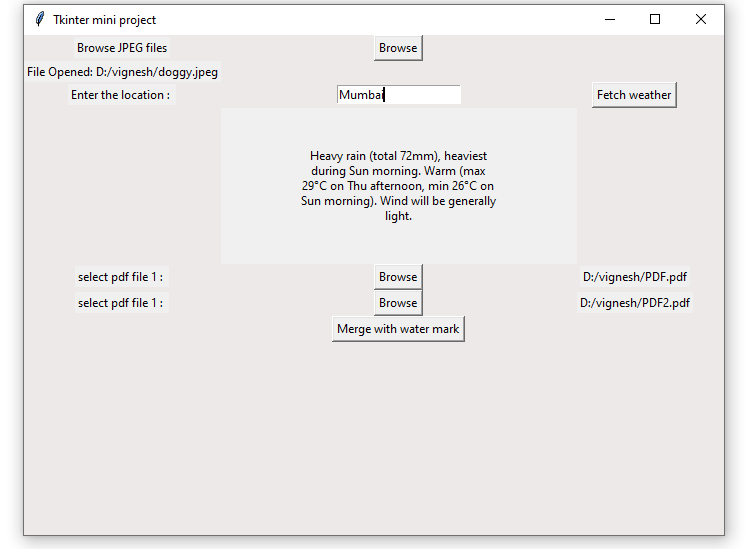 Tkinter mini project
Browse JPEG files
Browse
File Opened: D:/vignesh/doggy.jpeg
Enter the location :
Mumbai
Fetch weather
Heavy rain (total 72mm), heaviest
during Sun morning. Warm (max
29°C on Thu afternoon, min 26°C on
Sun morning). Wind will be generally
light.
select pdf file 1 :
Browse
D:/vignesh/PDF.pdf
select pdf file 1 :
Browse
D:/vignesh/PDF2.pdf
Merge with water mark